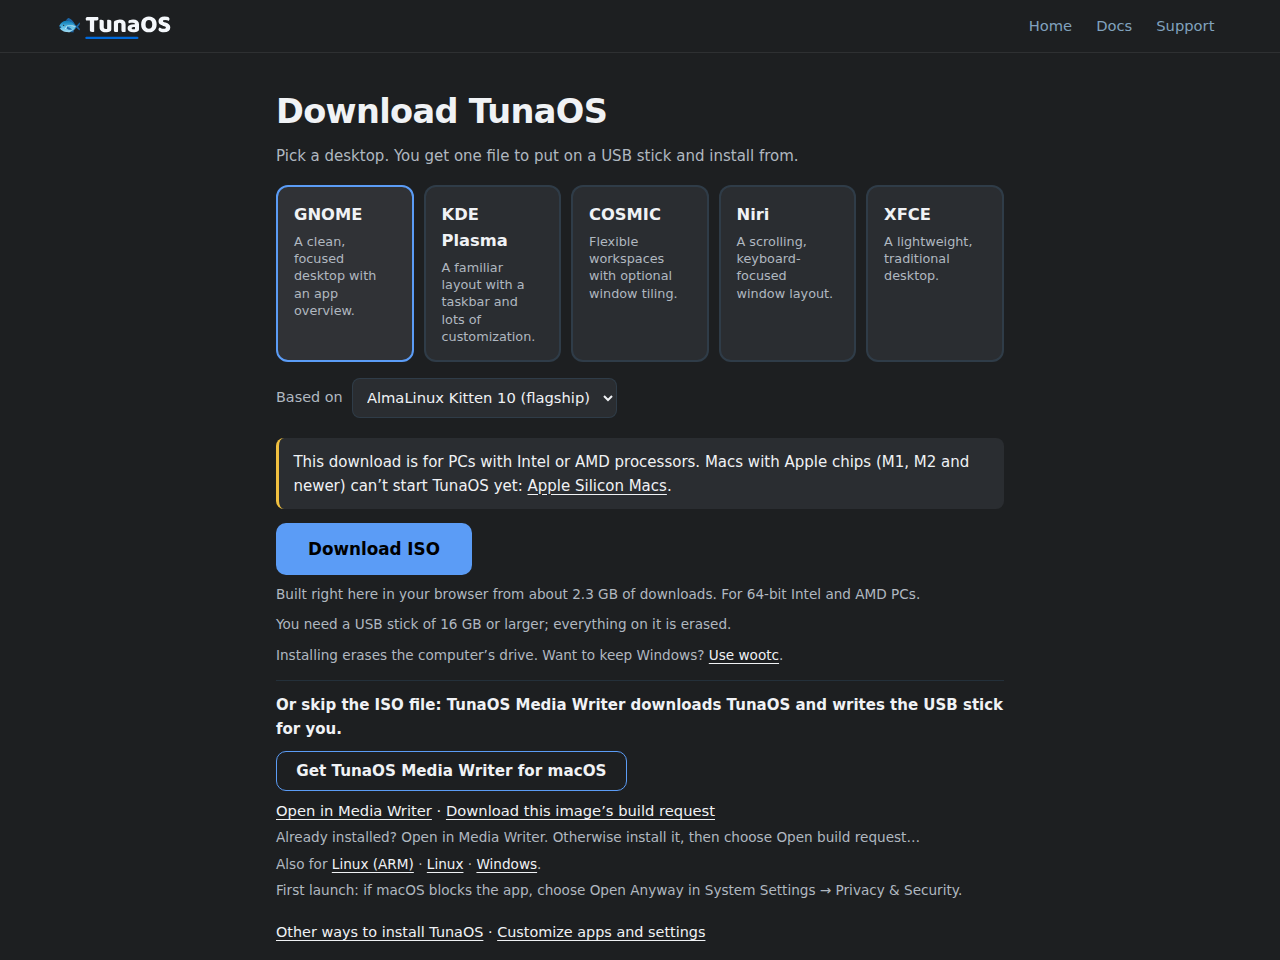 TunaOS
Home Docs Support
Download TunaOS
Pick a desktop. You get one file to put on a USB stick and install from.
GNOME
A clean,
focused
desktop with
an app
overview.
KDE
Plasma
A familiar
layout with a
taskbar and
lots of
customization.
COSMIC
Flexible
workspaces
with optional
window tiling.
Niri
A scrolling,
keyboard-
focused
window layout.
XFCE
A lightweight,
traditional
desktop.
Based on AlmaLinux Kitten 10 (flagship)
This download is for PCs with Intel or AMD processors. Macs with Apple chips (M1, M2 and
newer) can’t start TunaOS yet: Apple Silicon Macs.
Download ISO
Built right here in your browser from about 2.3 GB of downloads. For 64-bit Intel and AMD PCs.
You need a USB stick of 16 GB or larger; everything on it is erased.
Installing erases the computer’s drive. Want to keep Windows? Use wootc.
Or skip the ISO file: TunaOS Media Writer downloads TunaOS and writes the USB stick
for you.
Get TunaOS Media Writer for macOS
Open in Media Writer · Download this image’s build request
Already installed? Open in Media Writer. Otherwise install it, then choose Open build request…
Also for Linux (ARM) · Linux · Windows.
First launch: if macOS blocks the app, choose Open Anyway in System Settings → Privacy & Security.
Other ways to install TunaOS · Customize apps and settings